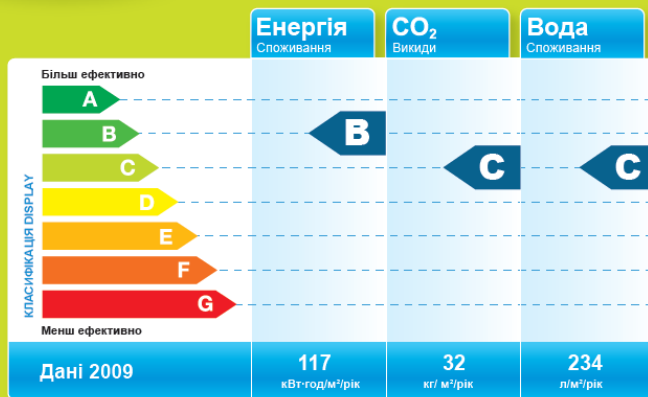 Енергія
Споживання
CO₂
Викиди
Вода
Споживання
Більш ефективно
A
B
C
D
E
F
G
Менш ефективно
КЛАСИФІКАЦІЯ DISPLAY
B
C
C
Дані 2009
117
кВт·год/м²/рік
32
кг/ м²/рік
234
л/м²/рік